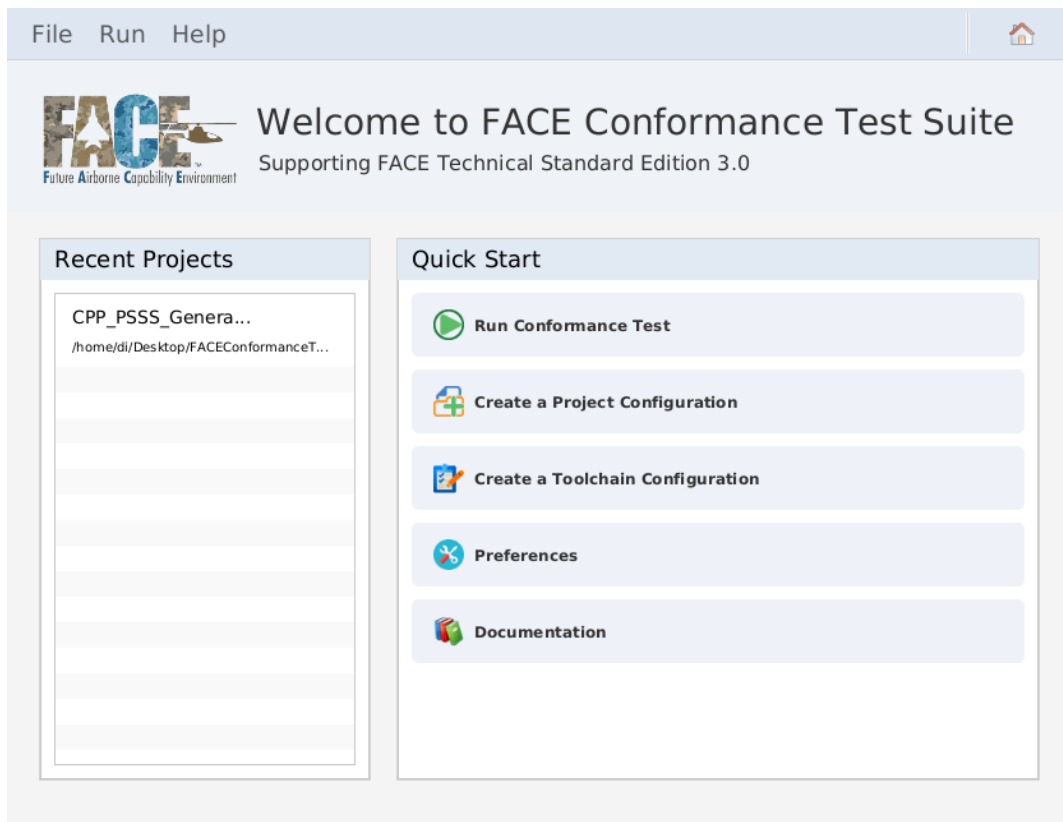 File Run Help
FACE
Future Airborne Capability Environment
Welcome to FACE Conformance Test Suite
Supporting FACE Technical Standard Edition 3.0
Recent Projects
CPP_PSSS_Genera...
/home/di/Desktop/FACEConformanceT...
Quick Start
Run Conformance Test
Create a Project Configuration
Create a Toolchain Configuration
Preferences
Documentation